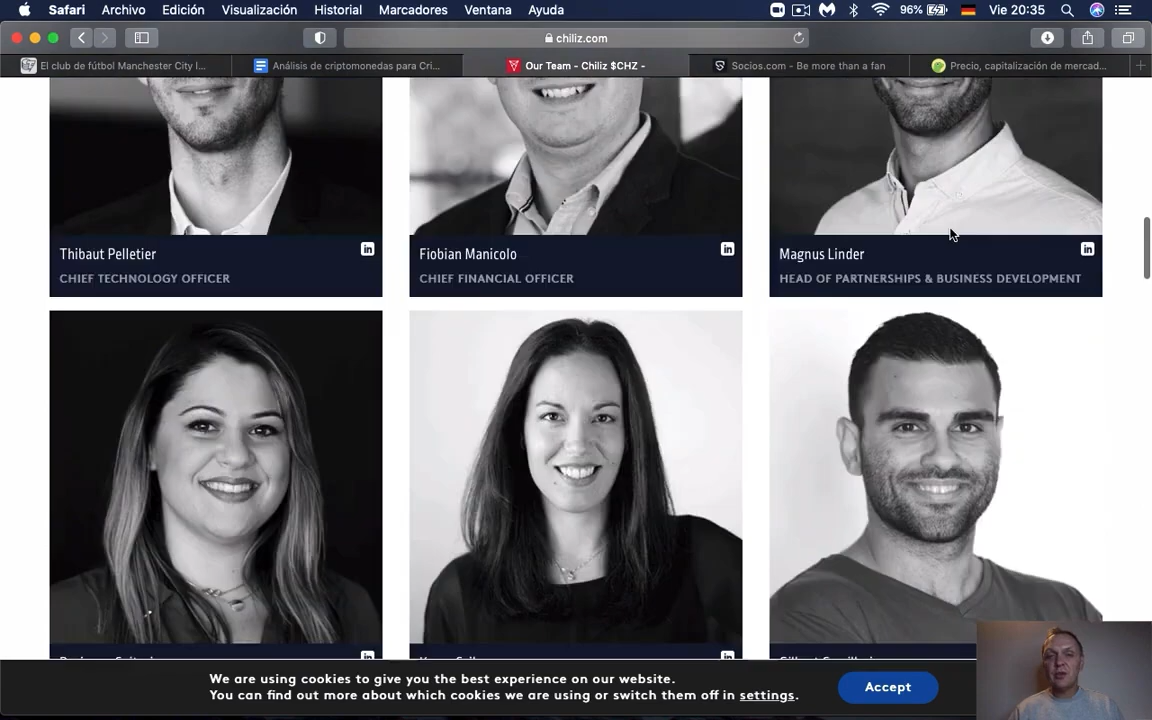 Safari Archivo Edición Visualización Historial Marcadores Ventana Ayuda 96% Vie 20:35
chiliz.com
El club de fútbol Manchester City l... Análisis de criptomonedas para Cri... Our Team - Chiliz $CHZ - Socios.com - Be more than a fan Precio, capitalización de mercad...
Thibaut Pelletier in
CHIEF TECHNOLOGY OFFICER
Fiobian Manicolo in
CHIEF FINANCIAL OFFICER
Magnus Linder in
HEAD OF PARTNERSHIPS & BUSINESS DEVELOPMENT
We are using cookies to give you the best experience on our website.
You can find out more about which cookies we are using or switch them off in settings.
Accept